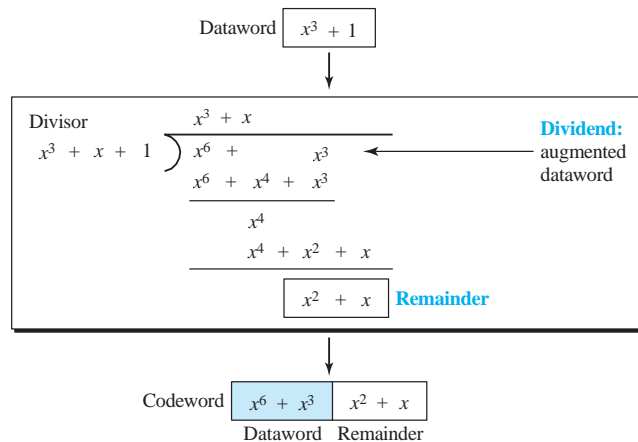 Dataword x³ + 1
x³ + x
Divisor
Dividend:
x³ + x + 1 x⁶ + x³
augmented
x⁶ + x⁴ + x³
dataword
x⁴
x⁴ + x² + x
x² + x Remainder
Codeword x⁶ + x³ x² + x
Dataword Remainder